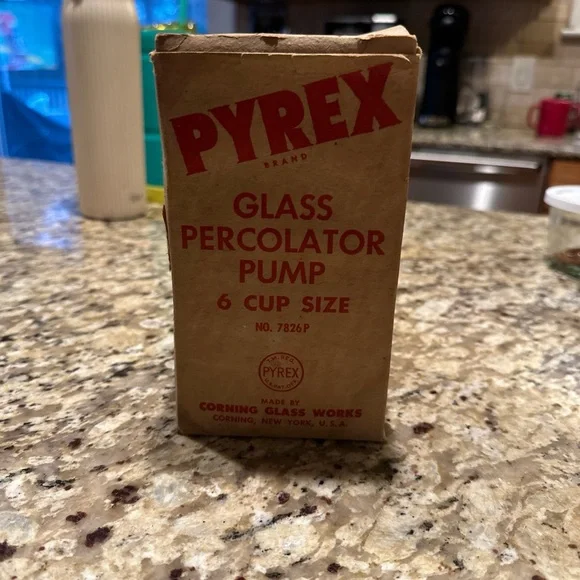 PYREX
BRAND
GLASS
PERCOLATOR
PUMP
6 CUP SIZE
NO. 7826P
PYREX
MADE BY
CORNING GLASS WORKS
CORNING, NEW YORK, U.S.A.